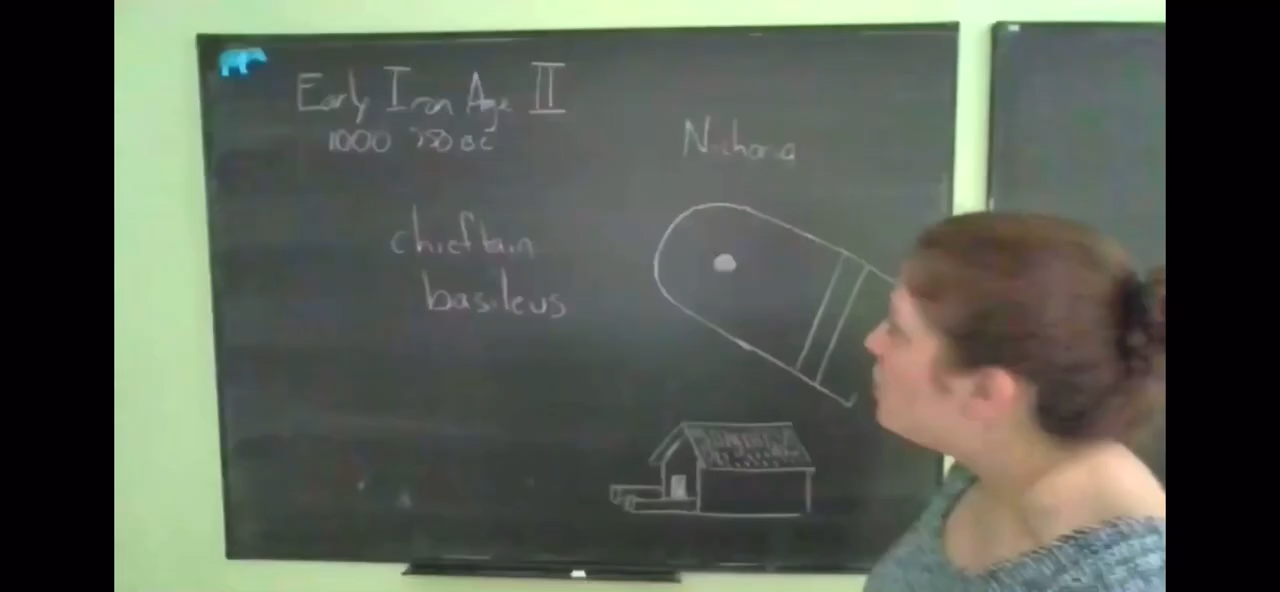 Early Iron Age II
1000 750 BC
Nichoria
chieftain
basileus